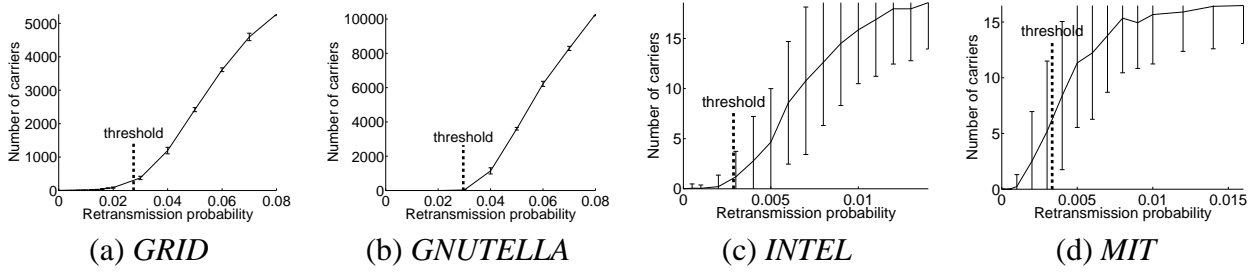 5000
4000
3000
2000
1000
0
0
0.02
0.04
0.06
0.08
Number of carriers
threshold
Retransmission probability
(a) GRID
10000
8000
6000
4000
2000
0
0
0.02
0.04
0.06
0.08
Number of carriers
threshold
Retransmission probability
(b) GNUTELLA
15
10
5
0
0
0.005
0.01
Number of carriers
threshold
Retransmission probability
(c) INTEL
15
10
5
0
0
0.005
0.01
0.015
Number of carriers
threshold
Retransmission probability
(d) MIT